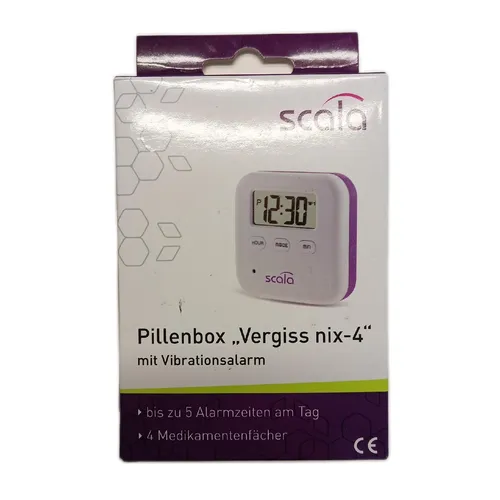 scala
P 12:30
HOUR MODE MIN
scala
Pillenbox „Vergiss nix-4“
mit Vibrationsalarm
bis zu 5 Alarmzeiten am Tag
4 Medikamentenfächer
CE